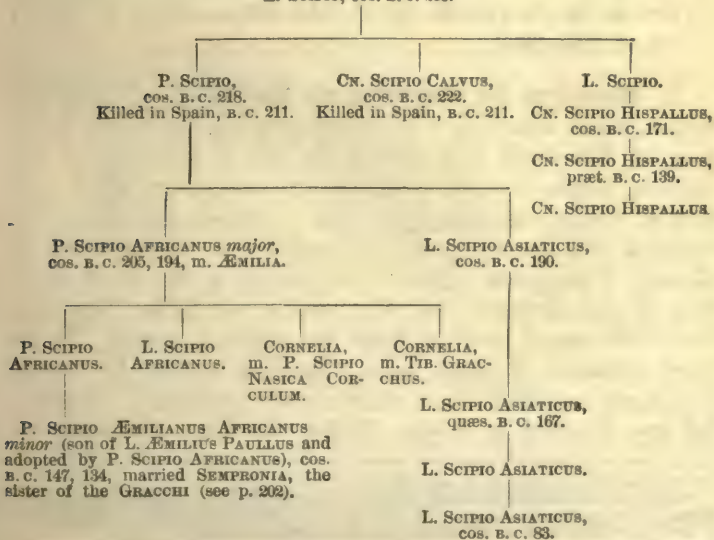 P. SCIPIO,
cos. B.C. 218.
Killed in Spain, B.C. 211.
CN. SCIPIO CALVUS,
cos. B.C. 222.
Killed in Spain, B.C. 211.
L. SCIPIO.
CN. SCIPIO HISPALLUS,
cos. B.C. 171.
CN. SCIPIO HISPALLUS,
præt. B.C. 139.
CN. SCIPIO HISPALLUS
P. SCIPIO AFRICANUS major,
cos. B.C. 205, 194, m. ÆMILIA.
L. SCIPIO ASIATICUS,
cos. B.C. 190.
P. SCIPIO
AFRICANUS.
L. SCIPIO
AFRICANUS.
CORNELIA,
m. P. SCIPIO
NASICA COR-
CULUM.
CORNELIA,
m. TIB. GRAC-
CHUS.
P. SCIPIO ÆMILIANUS AFRICANUS
minor (son of L. ÆMILIUS PAULLUS and
adopted by P. SCIPIO AFRICANUS), cos.
B.C. 147, 134, married SEMPRONIA, the
sister of the GRACCHI (see p. 202).
L. SCIPIO ASIATICUS,
quæs. B.C. 167.
L. SCIPIO ASIATICUS.
L. SCIPIO ASIATICUS,
cos. B.C. 83.